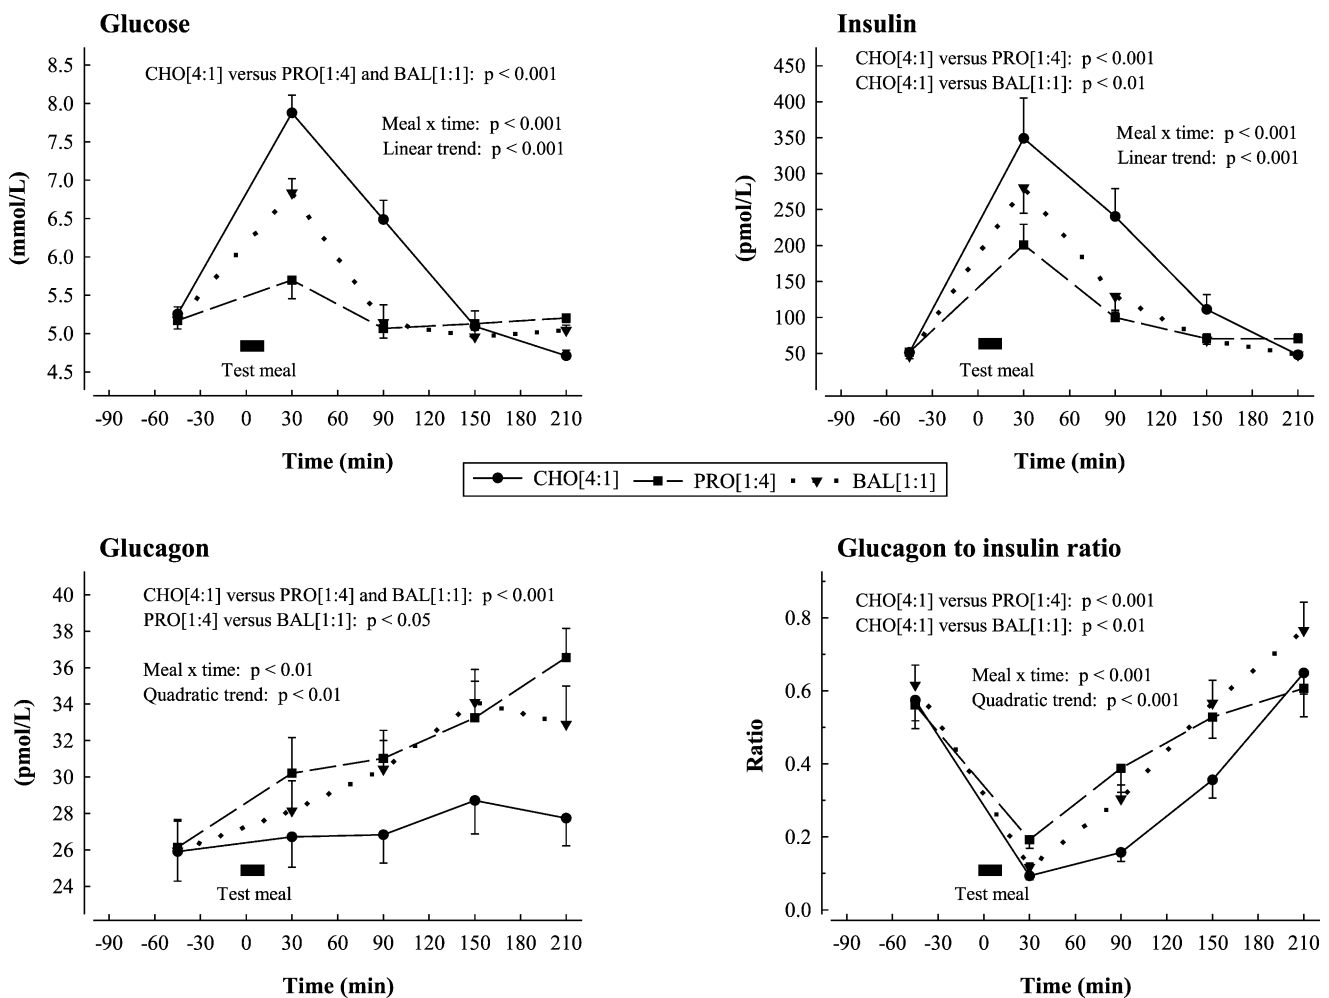 Glucose
CHO[4:1] versus PRO[1:4] and BAL[1:1]: p < 0.001
Meal x time: p < 0.001
Linear trend: p < 0.001
8.5
8.0
7.5
7.0
6.5
6.0
5.5
5.0
4.5
(mmol/L)
Test meal
-90 -60 -30 0 30 60 90 120 150 180 210
Time (min)
Insulin
CHO[4:1] versus PRO[1:4]: p < 0.001
CHO[4:1] versus BAL[1:1]: p < 0.01
Meal x time: p < 0.001
Linear trend: p < 0.001
450
400
350
300
250
200
150
100
50
(pmol/L)
Test meal
-90 -60 -30 0 30 60 90 120 150 180 210
Time (min)
CHO[4:1] PRO[1:4] BAL[1:1]
Glucagon
CHO[4:1] versus PRO[1:4] and BAL[1:1]: p < 0.001
PRO[1:4] versus BAL[1:1]: p < 0.05
Meal x time: p < 0.01
Quadratic trend: p < 0.01
40
38
36
34
32
30
28
26
24
(pmol/L)
Test meal
-90 -60 -30 0 30 60 90 120 150 180 210
Time (min)
Glucagon to insulin ratio
CHO[4:1] versus PRO[1:4]: p < 0.001
CHO[4:1] versus BAL[1:1]: p < 0.01
Meal x time: p < 0.001
Quadratic trend: p < 0.001
0.8
0.6
0.4
0.2
0.0
Ratio
Test meal
-90 -60 -30 0 30 60 90 120 150 180 210
Time (min)